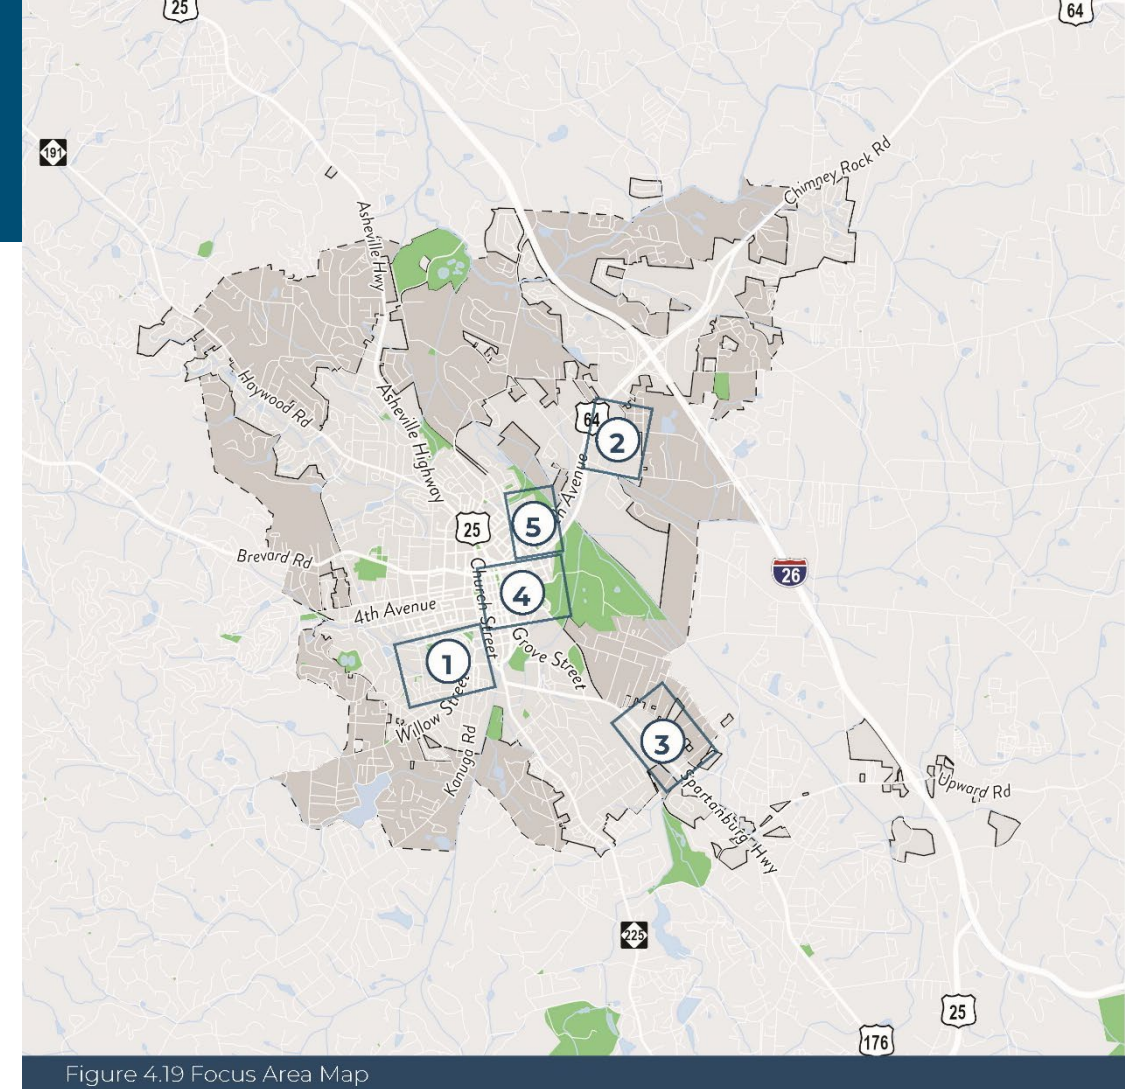 25
64
191
Chimney Rock Rd
Asheville Hwy
Haywood Rd
Asheville Highway
64
2
Avenue
5
25
Brevard Rd
26
Church Street
4
4th Avenue
Grove Street
1
Willow Street
Kanuga Rd
3
Spartanburg Hwy
Upward Rd
225
25
176
Figure 4.19 Focus Area Map